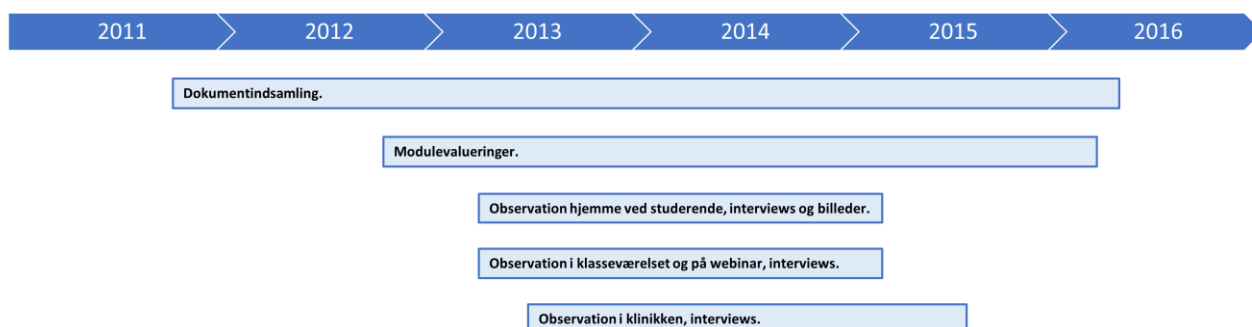 2011 2012 2013 2014 2015 2016
Dokumentindsamling.
Modulevalueringer.
Observation hjemme ved studerende, interviews og billeder.
Observation i klasseværelset og på webinar, interviews.
Observation i klinikken, interviews.